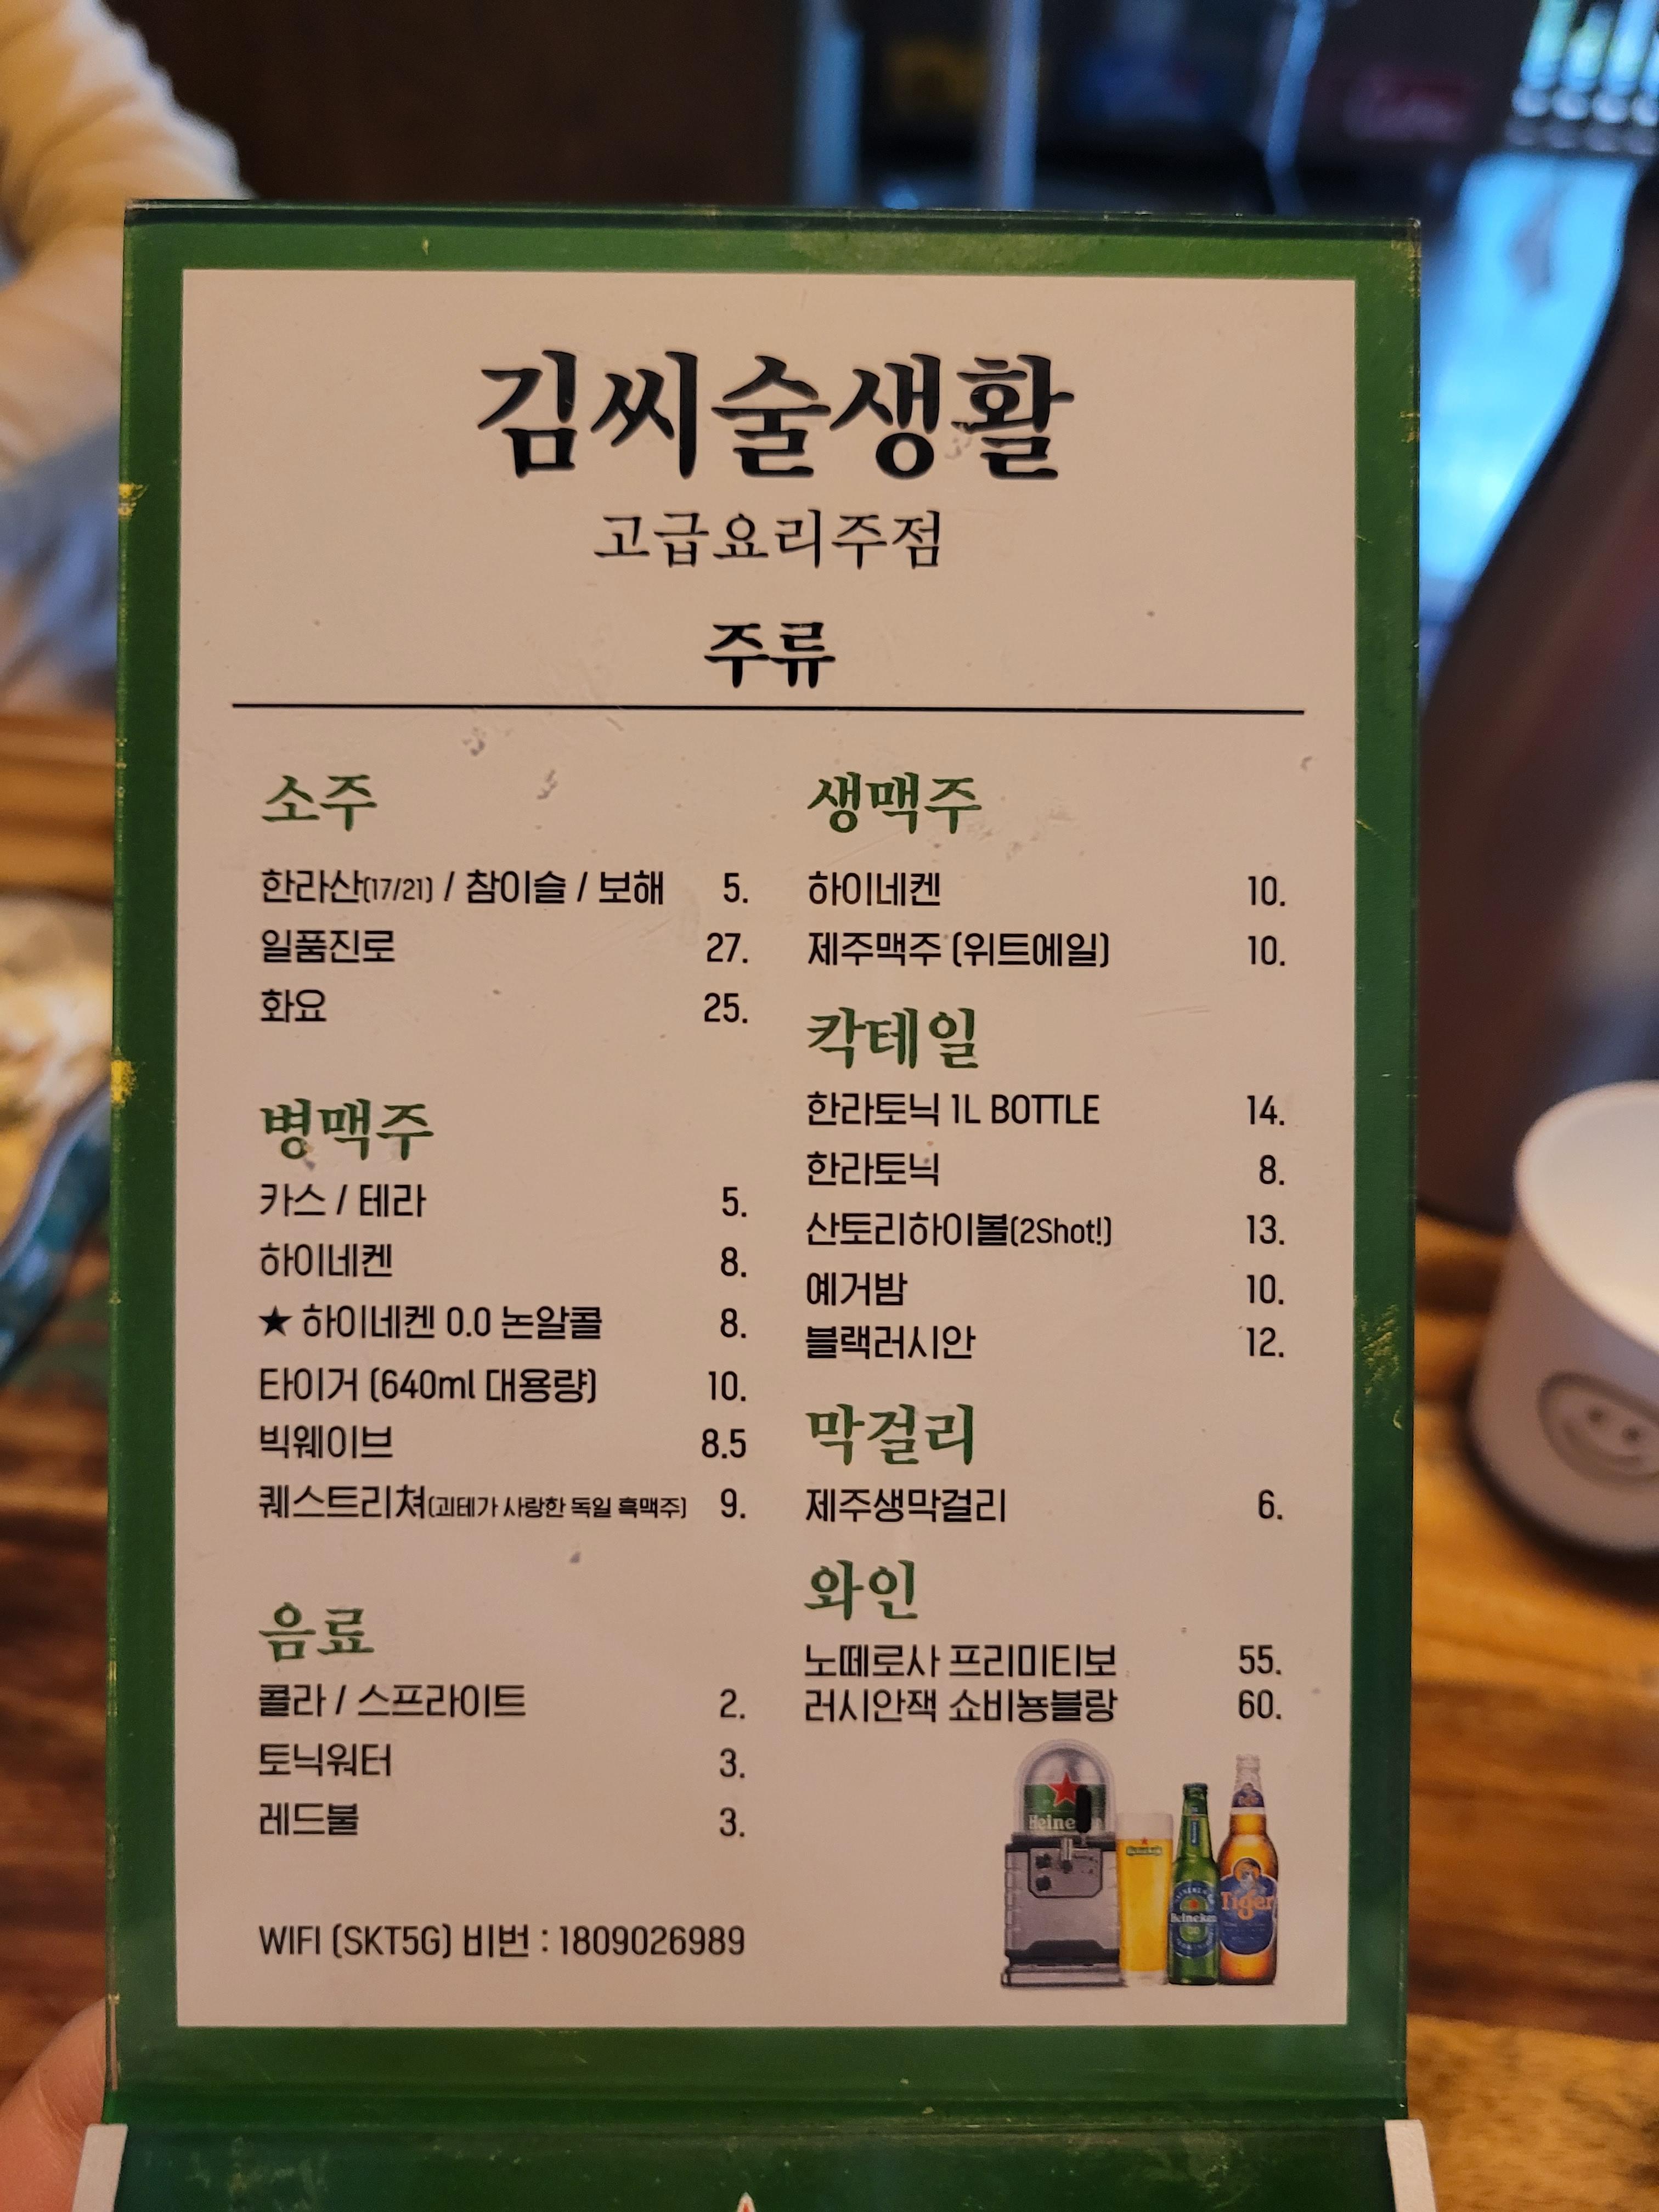 김씨술생활
고급요리주점
주류
소주
한라산(17/21) / 참이슬 / 보해 5.
일품진로 27.
화요 25.
병맥주
카스 / 테라 5.
하이네켄 8.
★ 하이네켄 0.0 논알콜 8.
타이거 (640ml 대용량) 10.
빅웨이브 8.5
퀘스트리쳐(괴테가 사랑한 독일 흑맥주) 9.
음료
콜라 / 스프라이트 2.
토닉워터 3.
레드불 3.
WIFI (SKT5G) 비번 : 1809026989
생맥주
하이네켄 10.
제주맥주 (위트에일) 10.
칵테일
한라토닉 1L BOTTLE 14.
한라토닉 8.
산토리하이볼(2Shot!) 13.
예거밤 10.
블랙러시안 12.
막걸리
제주생막걸리 6.
와인
노떼로사 프리미티보 55.
러시안잭 쇼비뇽블랑 60.
Heine
Heineken
Tiger